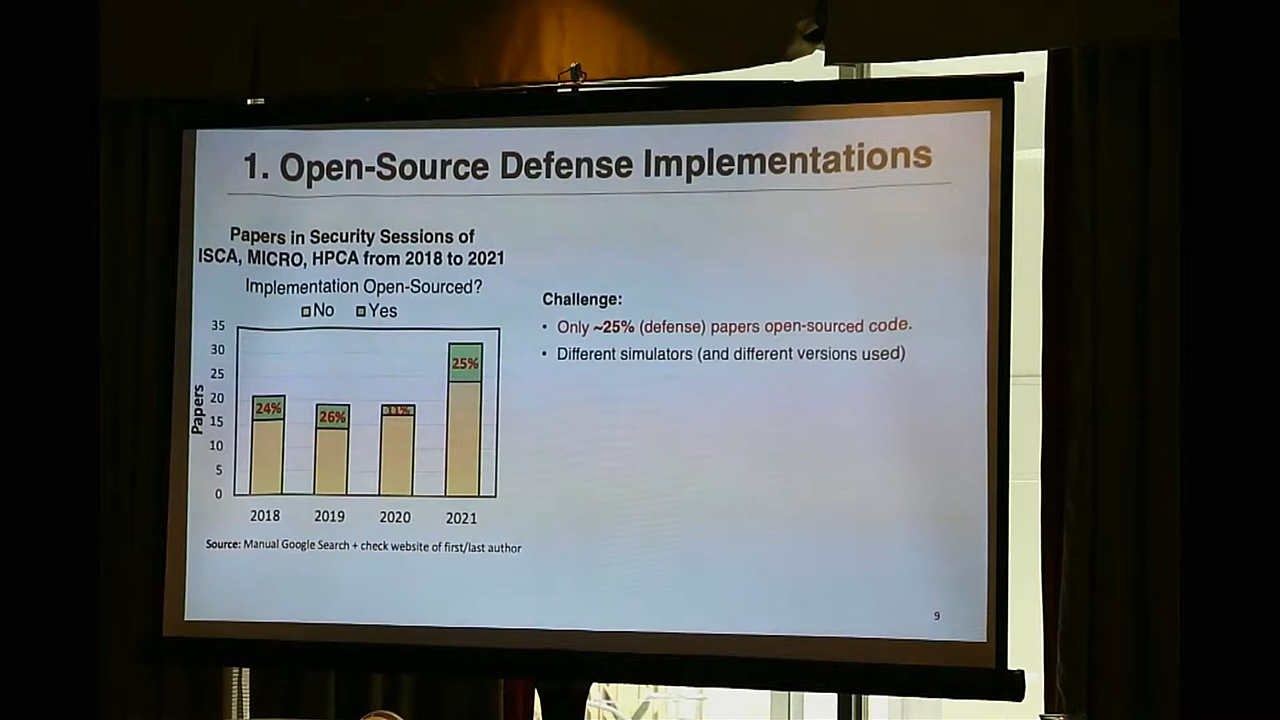 1. Open-Source Defense Implementations
Papers in Security Sessions of
ISCA, MICRO, HPCA from 2018 to 2021
Implementation Open-Sourced?
No Yes
35
30
25
20
15
10
5
0
Papers
24%
26%
11%
25%
2018 2019 2020 2021
Source: Manual Google Search + check website of first/last author
Challenge:
• Only ~25% (defense) papers open-sourced code.
• Different simulators (and different versions used)
9